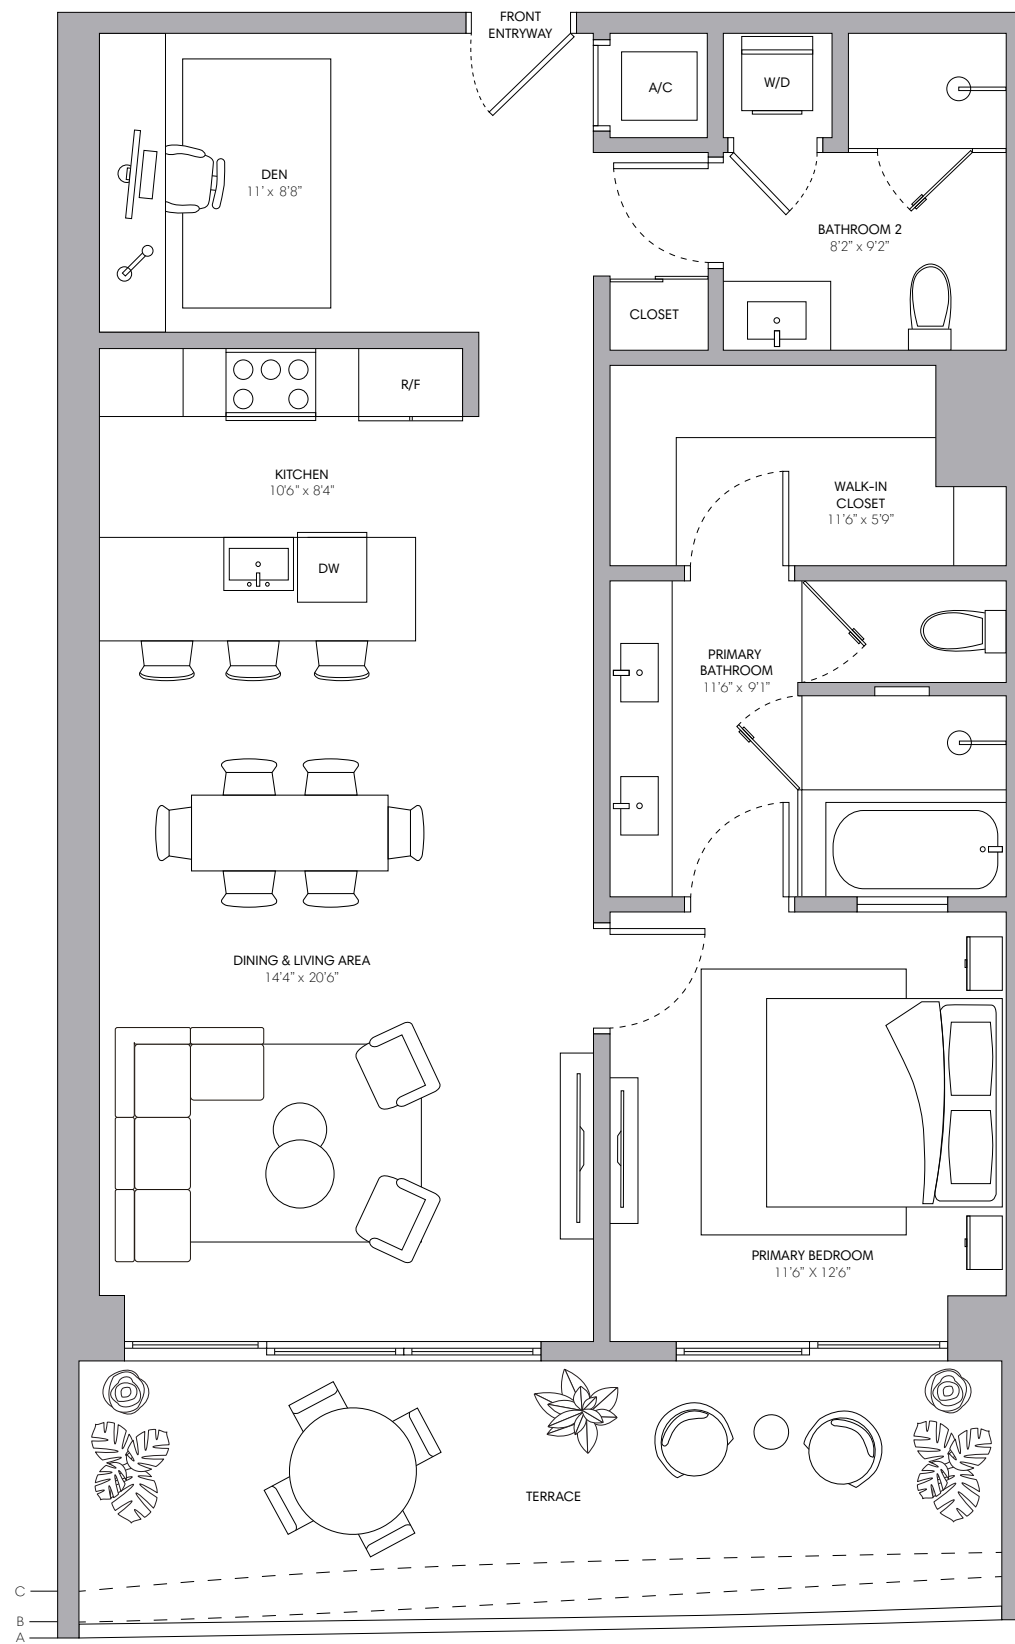 FRONT
ENTRYWAY
A/C
W/D
DEN
11' x 8'8"
BATHROOM 2
8'2" x 9'2"
CLOSET
R/F
KITCHEN
10'6" x 8'4"
WALK-IN
CLOSET
11'6" x 5'9"
DW
PRIMARY
BATHROOM
11'6" x 9'1"
DINING & LIVING AREA
14'4" x 20'6"
PRIMARY BEDROOM
11'6" X 12'6"
TERRACE
C
B
A